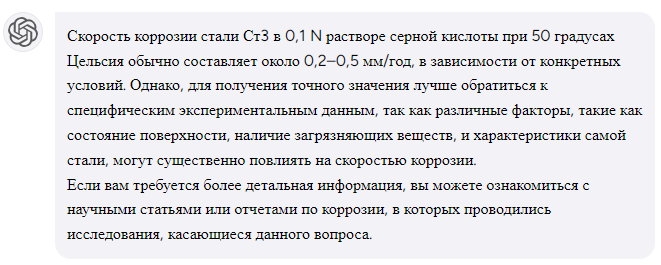 Скорость коррозии стали Ст3 в 0,1 N растворе серной кислоты при 50 градусах
Цельсия обычно составляет около 0,2–0,5 мм/год, в зависимости от конкретных
условий. Однако, для получения точного значения лучше обратиться к
специфическим экспериментальным данным, так как различные факторы, такие как
состояние поверхности, наличие загрязняющих веществ, и характеристики самой
стали, могут существенно повлиять на скоростью коррозии.
Если вам требуется более детальная информация, вы можете ознакомиться с
научными статьями или отчетами по коррозии, в которых проводились
исследования, касающиеся данного вопроса.